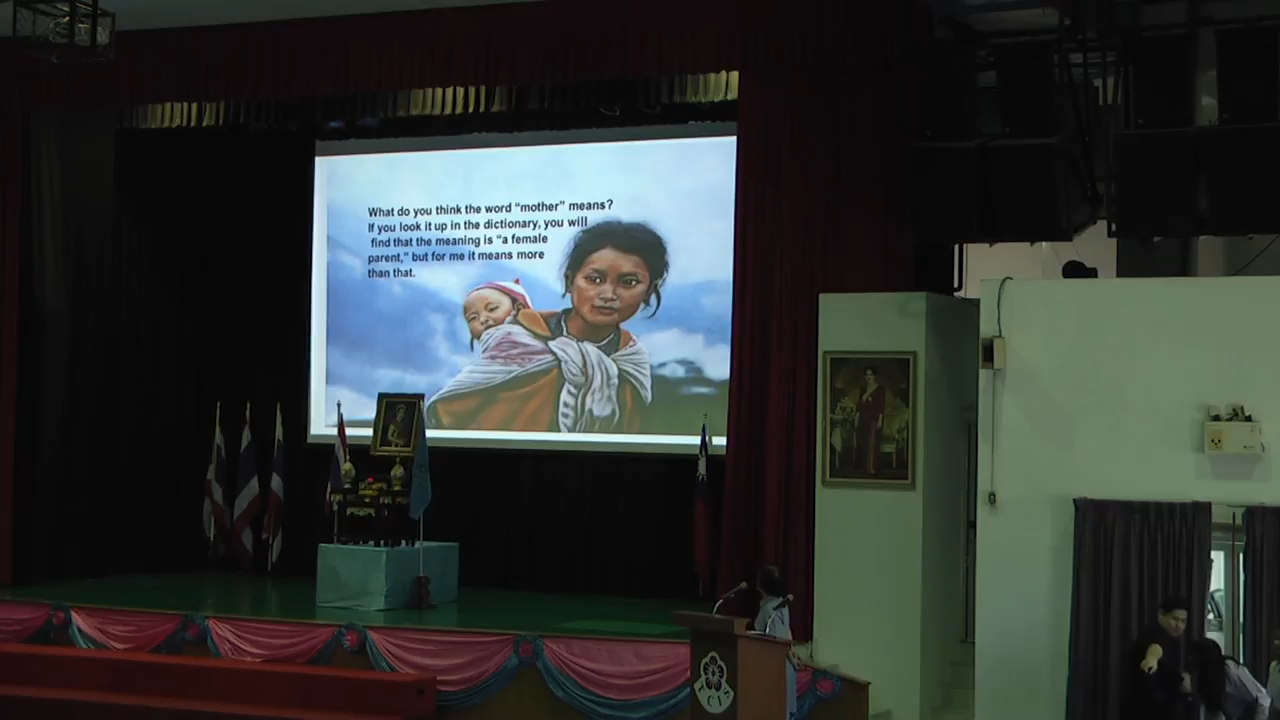 What do you think the word “mother” means?
If you look it up in the dictionary, you will
find that the meaning is “a female
parent,” but for me it means more
than that.